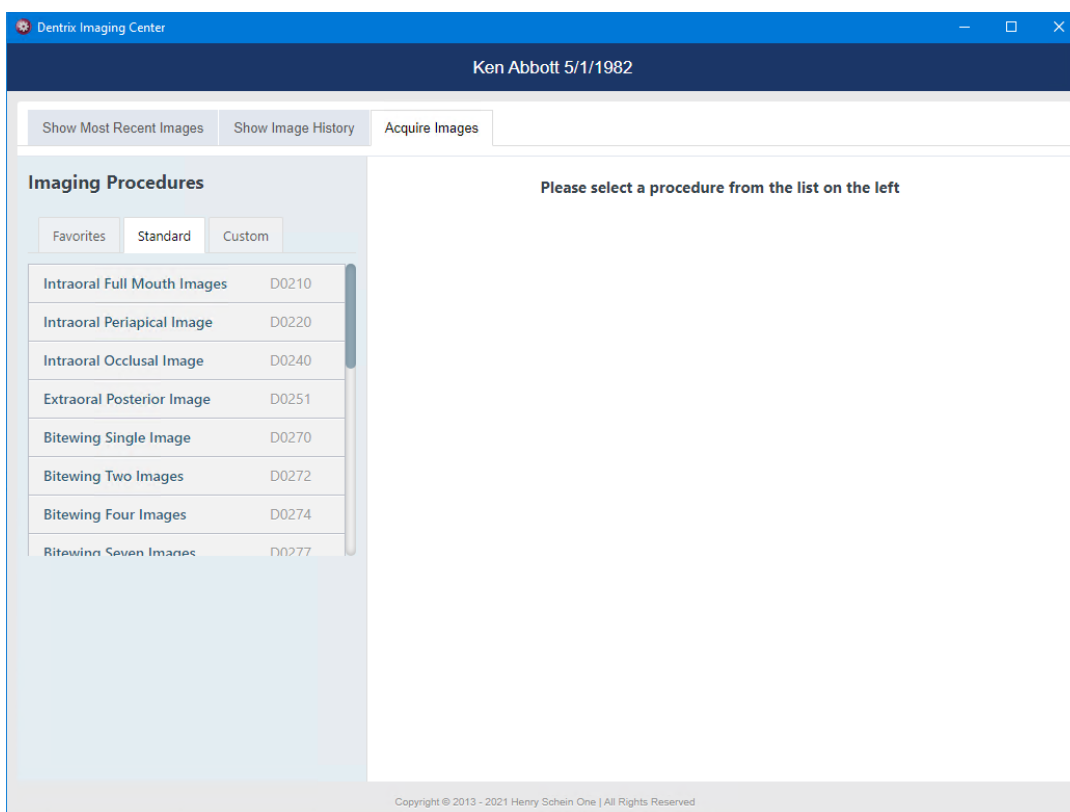 Dentrix Imaging Center
Ken Abbott 5/1/1982
Show Most Recent Images Show Image History Acquire Images
Imaging Procedures
Please select a procedure from the list on the left
Favorites Standard Custom
Intraoral Full Mouth Images D0210
Intraoral Periapical Image D0220
Intraoral Occlusal Image D0240
Extraoral Posterior Image D0251
Bitewing Single Image D0270
Bitewing Two Images D0272
Bitewing Four Images D0274
Bitewing Seven Images D0277
Copyright © 2013 - 2021 Henry Schein One | All Rights Reserved